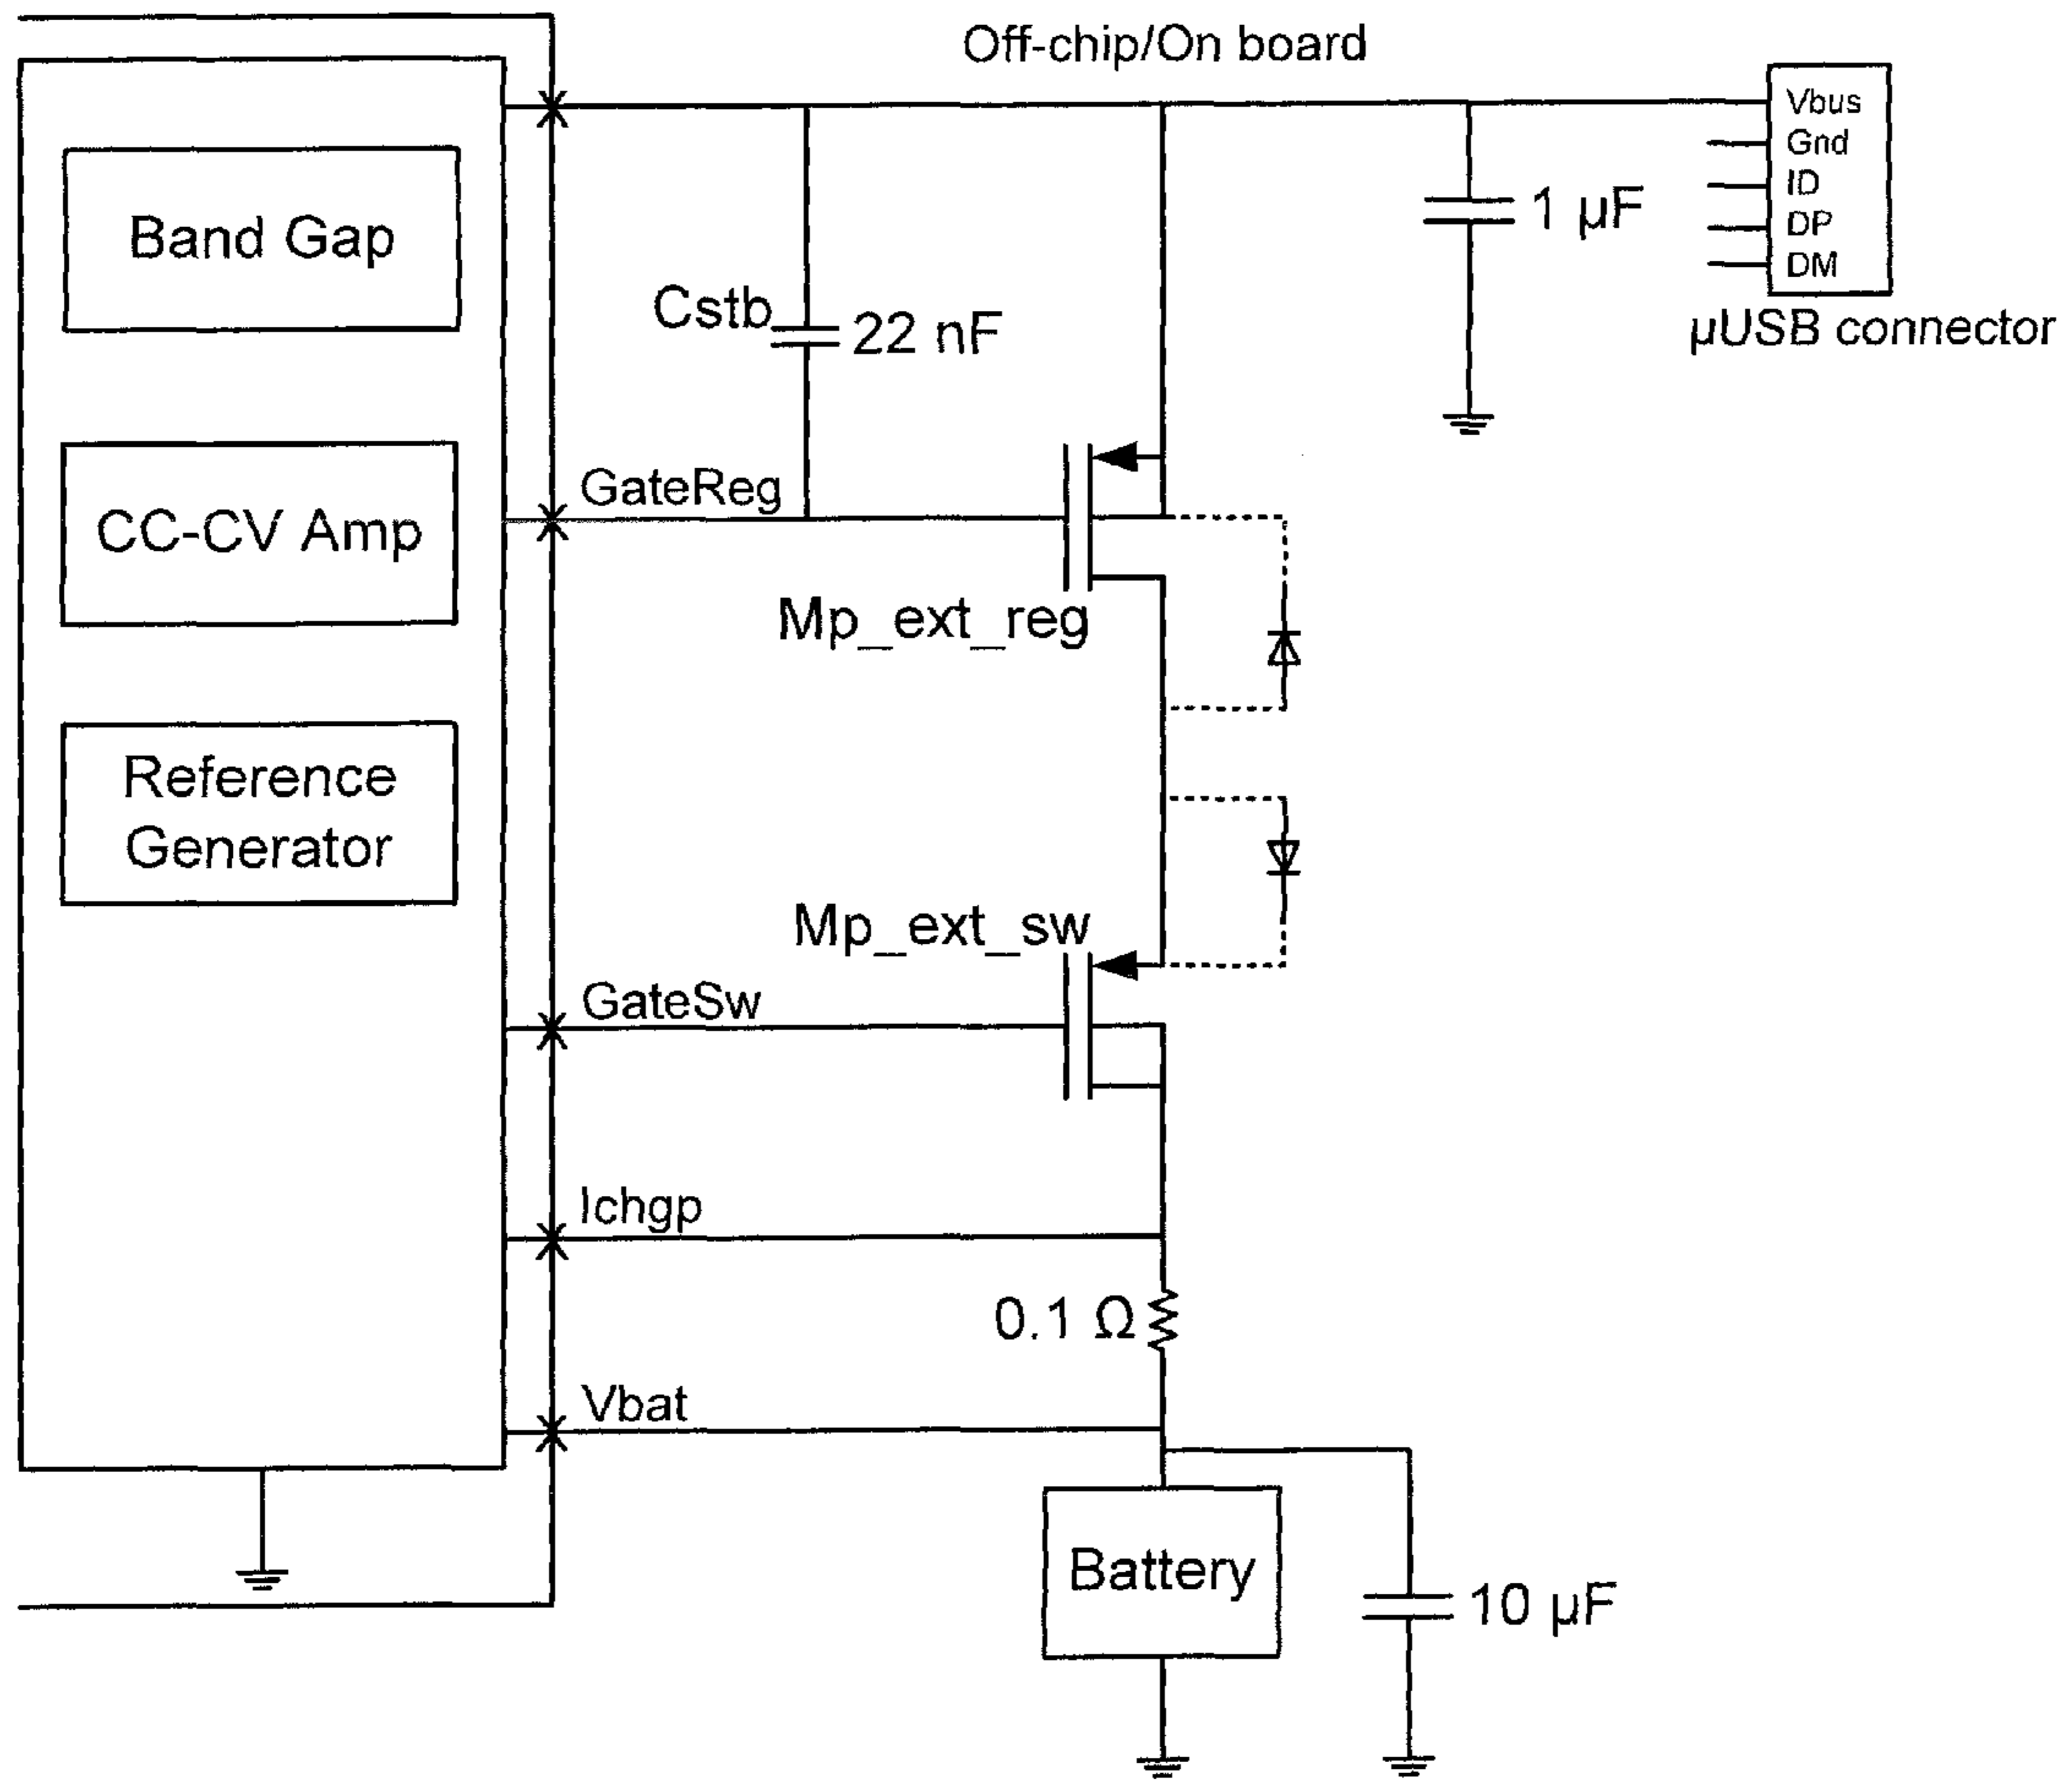 Off-chip/On board
Vbus
Gnd
ID
DP
DM
μUSB connector
1 μF
Band Gap
Cstb
22 nF
GateReg
CC-CV Amp
Mp_ext_reg
Reference
Generator
Mp_ext_sw
GateSw
Ichgp
0.1 Ω
Vbat
Battery
10 μF